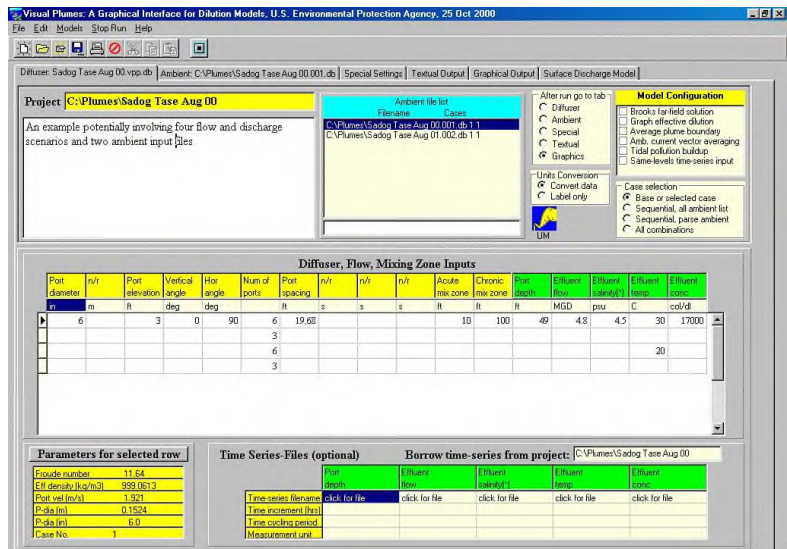 Visual Plumes: A Graphical Interface for Dilution Models, U.S. Environmental Protection Agency, 25 Oct 2000
File Edit Models Stop Run Help
Diffuser: Sadog Tase Aug 00.vpp.db Ambient: C:\Plumes\Sadog Tase Aug 00.001.db Special Settings Textual Output Graphical Output Surface Discharge Model
Project C:\Plumes\Sadog Tase Aug 00
An example potentially involving four flow and discharge
scenarios and two ambient input files
Ambient file list
Filename Cases
C:\Plumes\Sadog Tase Aug 00.001.db 1 1
C:\Plumes\Sadog Tase Aug 01.002.db 1 1
After run go to tab
Diffuser
Ambient
Special
Textual
Graphics
Units Conversion
Convert data
Label only
UM
Model Configuration
Brooks far-field solution
Graph effective dilution
Average plume boundary
Amb. current vector averaging
Tidal pollution buildup
Same-levels time-series input
Case selection
Base or selected case
Sequential, all ambient list
Sequential, parse ambient
All combinations
Diffuser, Flow, Mixing Zone Inputs
Port n/r Port Vertical Hor Num of Port n/r n/r n/r Acute Chronic Port Effluent Effluent Effluent Effluent
diameter elevation angle angle ports spacing mix zone mix zone depth flow salinity(*) temp conc
in m ft deg deg ft s s s ft ft ft MGD psu C col/dl
6 3 0 90 6 19.68 10 100 49 4.8 4.5 30 17000
3
6 20
3
Parameters for selected row
Froude number 11.64
Eff density (kg/m3) 999.0613
Port vel (m/s) 1.921
P-dia (m) 0.1524
P-dia (in) 6.0
Case No. 1
Time Series-Files (optional) Borrow time-series from project: C:\Plumes\Sadog Tase Aug 00
Port Effluent Effluent Effluent Effluent
depth flow salinity(*) temp conc
Time-series filename click for file click for file click for file click for file click for file
Time increment (hrs)
Time cycling period
Measurement unit